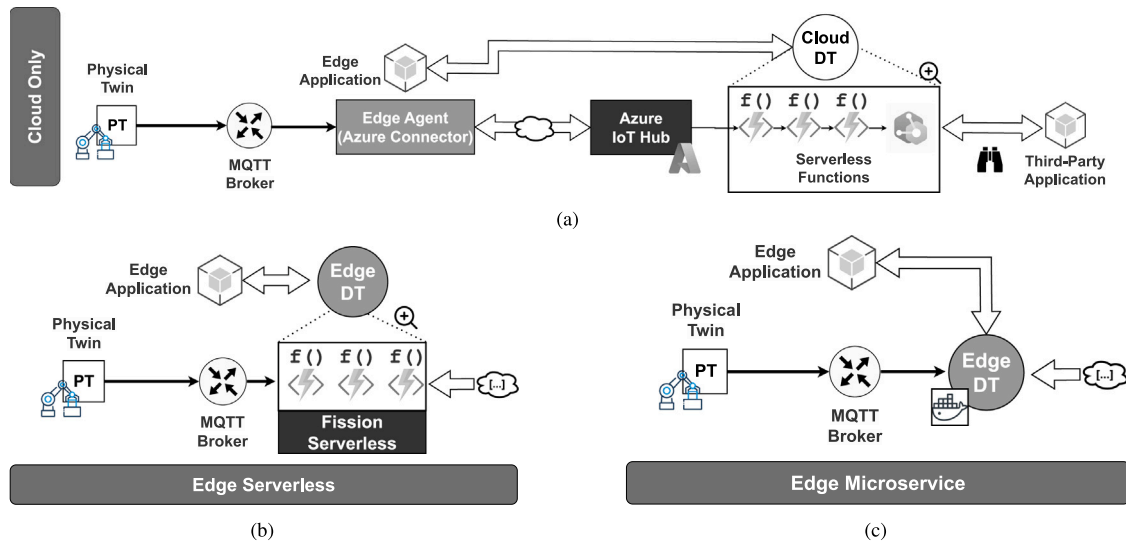 Cloud Only
Physical
Twin
PT
MQTT
Broker
Edge
Application
Edge Agent
(Azure Connector)
Azure
IoT Hub
Cloud
DT
f() f() f()
Serverless
Functions
Third-Party
Application
(a)
Edge
Application
Edge
DT
Physical
Twin
PT
MQTT
Broker
f() f() f()
Fission
Serverless
[...]
Edge Serverless
(b)
Edge
Application
Physical
Twin
PT
MQTT
Broker
Edge
DT
[...]
Edge Microservice
(c)